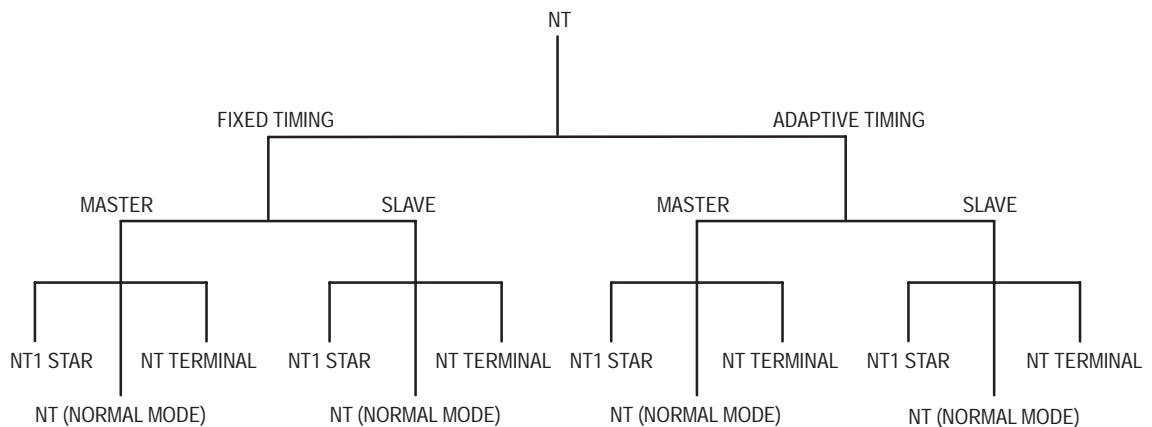 NT
FIXED TIMING
ADAPTIVE TIMING
MASTER
SLAVE
MASTER
SLAVE
NT1 STAR
NT TERMINAL
NT1 STAR
NT TERMINAL
NT1 STAR
NT TERMINAL
NT1 STAR
NT TERMINAL
NT (NORMAL MODE)
NT (NORMAL MODE)
NT (NORMAL MODE)
NT (NORMAL MODE)